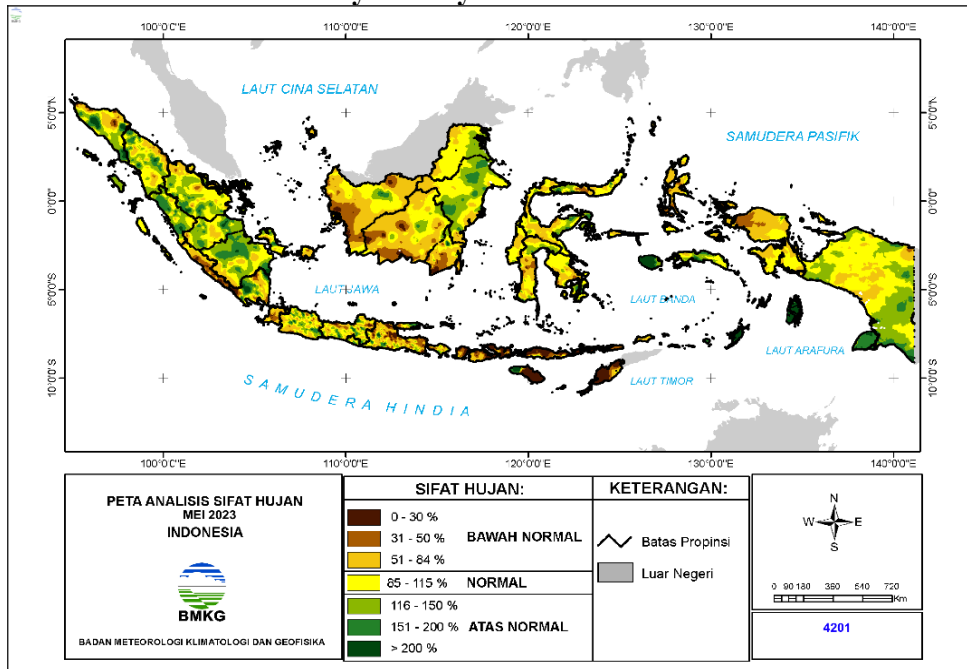 100°0'0"E 110°0'0"E 120°0'0"E 130°0'0"E 140°0'0"E
LAUT CINA SELATAN
5°0'0"N 5°0'0"N
SAMUDERA PASIFIK
0°0'0" 0°0'0"
LAUT JAWA
LAUT BANDA
5°0'0"S 5°0'0"S
LAUT ARAFURA
LAUT TIMOR
10°0'0"S 10°0'0"S
SAMUDERA HINDIA
100°0'0"E 110°0'0"E 120°0'0"E 130°0'0"E 140°0'0"E
PETA ANALISIS SIFAT HUJAN
MEI 2023
INDONESIA
BMKG
BADAN METEOROLOGI KLIMATOLOGI DAN GEOFISIKA
SIFAT HUJAN:
0 - 30 %
31 - 50 % BAWAH NORMAL
51 - 84 %
85 - 115 % NORMAL
116 - 150 %
151 - 200 % ATAS NORMAL
> 200 %
KETERANGAN:
Batas Propinsi
Luar Negeri
N
W E
S
0 90 180 360 540 720
Km
4201